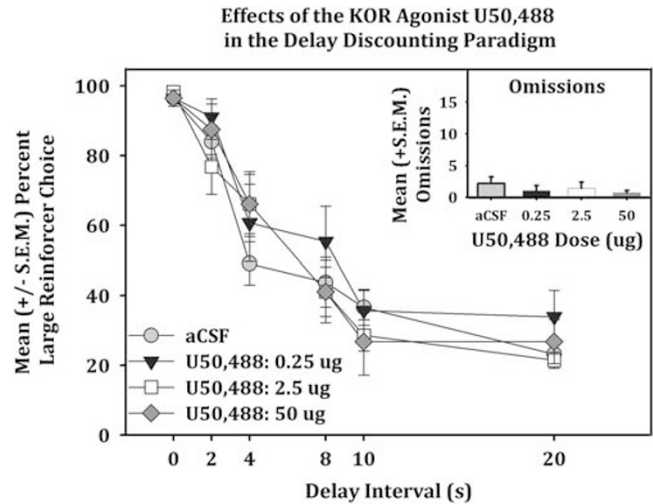 Effects of the KOR Agonist U50,488
in the Delay Discounting Paradigm
Mean (+/- S.E.M.) Percent
Large Reinforcer Choice
100
80
60
40
20
0
0 2 4 8 10 20
Delay Interval (s)
aCSF
U50,488: 0.25 ug
U50,488: 2.5 ug
U50,488: 50 ug
Omissions
Mean (+S.E.M.)
Omissions
15
10
5
0
aCSF 0.25 2.5 50
U50,488 Dose (ug)